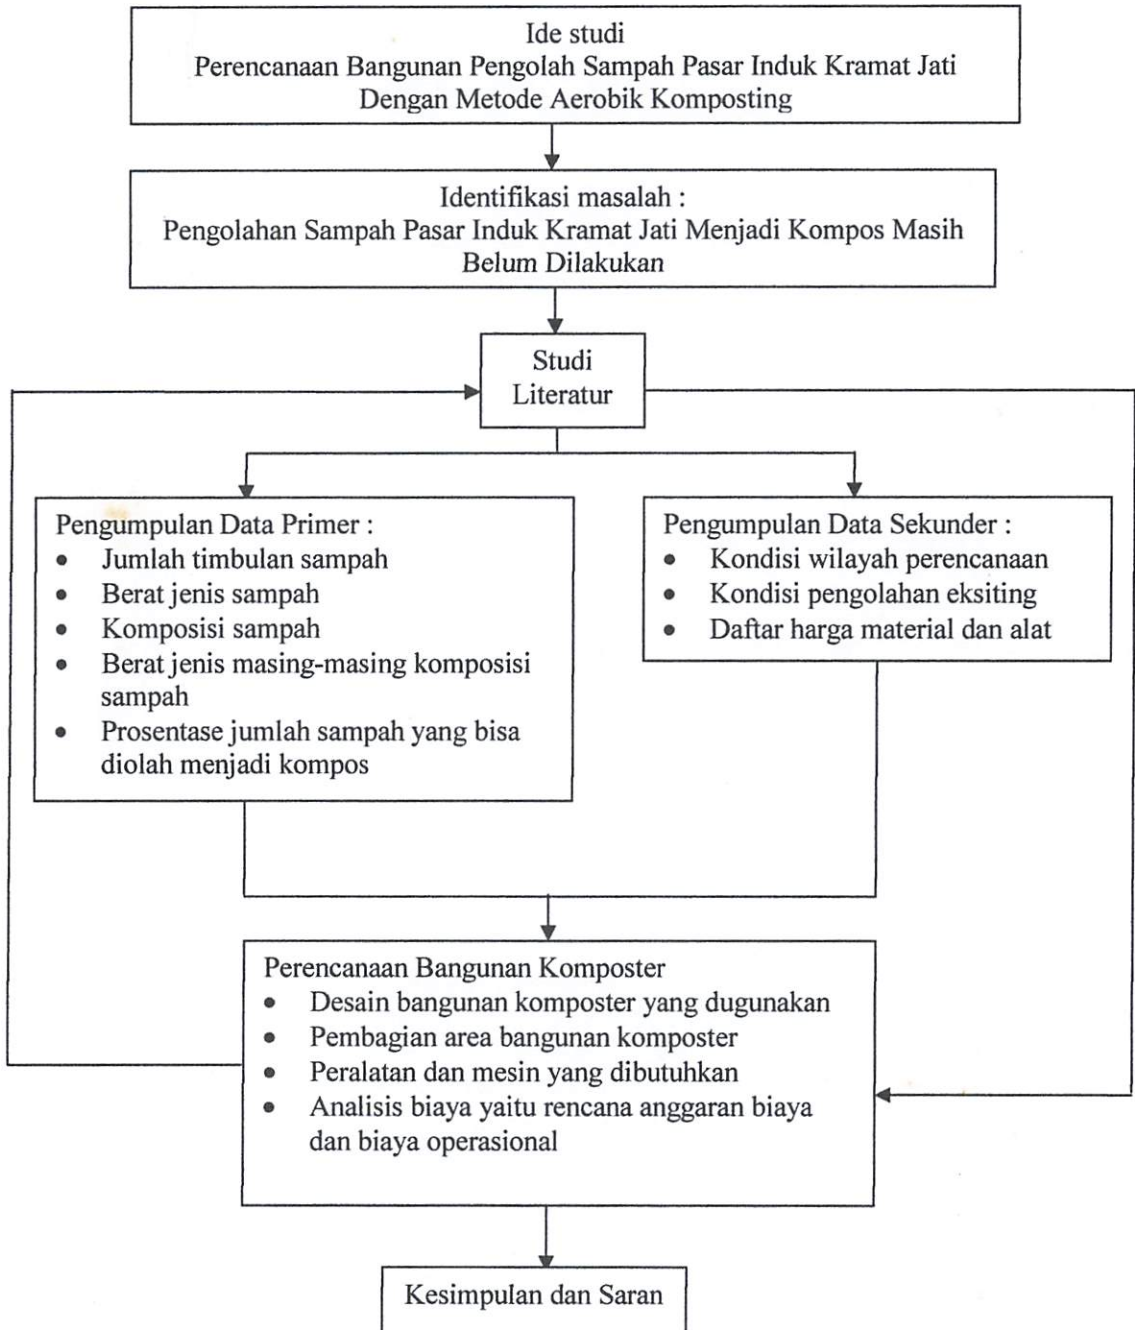 Ide studi
Perencanaan Bangunan Pengolah Sampah Pasar Induk Kramat Jati
Dengan Metode Aerobik Komposting
Identifikasi masalah :
Pengolahan Sampah Pasar Induk Kramat Jati Menjadi Kompos Masih
Belum Dilakukan
Studi
Literatur
Pengumpulan Data Primer :
• Jumlah timbulan sampah
• Berat jenis sampah
• Komposisi sampah
• Berat jenis masing-masing komposisi
sampah
• Prosentase jumlah sampah yang bisa
diolah menjadi kompos
Pengumpulan Data Sekunder :
• Kondisi wilayah perencanaan
• Kondisi pengolahan eksiting
• Daftar harga material dan alat
Perencanaan Bangunan Komposter
• Desain bangunan komposter yang dugunakan
• Pembagian area bangunan komposter
• Peralatan dan mesin yang dibutuhkan
• Analisis biaya yaitu rencana anggaran biaya
dan biaya operasional
Kesimpulan dan Saran